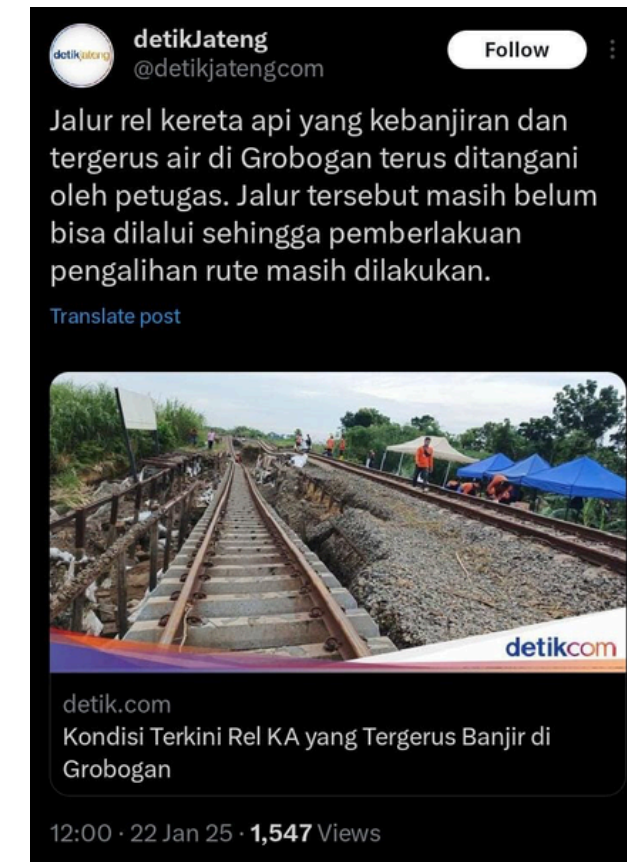 detikJateng
@detikjatengcom
Follow
detikjateng
Jalur rel kereta api yang kebanjiran dan
tergerus air di Grobogan terus ditangani
oleh petugas. Jalur tersebut masih belum
bisa dilalui sehingga pemberlakuan
pengalihan rute masih dilakukan.
Translate post
detikcom
detik.com
Kondisi Terkini Rel KA yang Tergerus Banjir di
Grobogan
12:00 · 22 Jan 25 · 1,547 Views